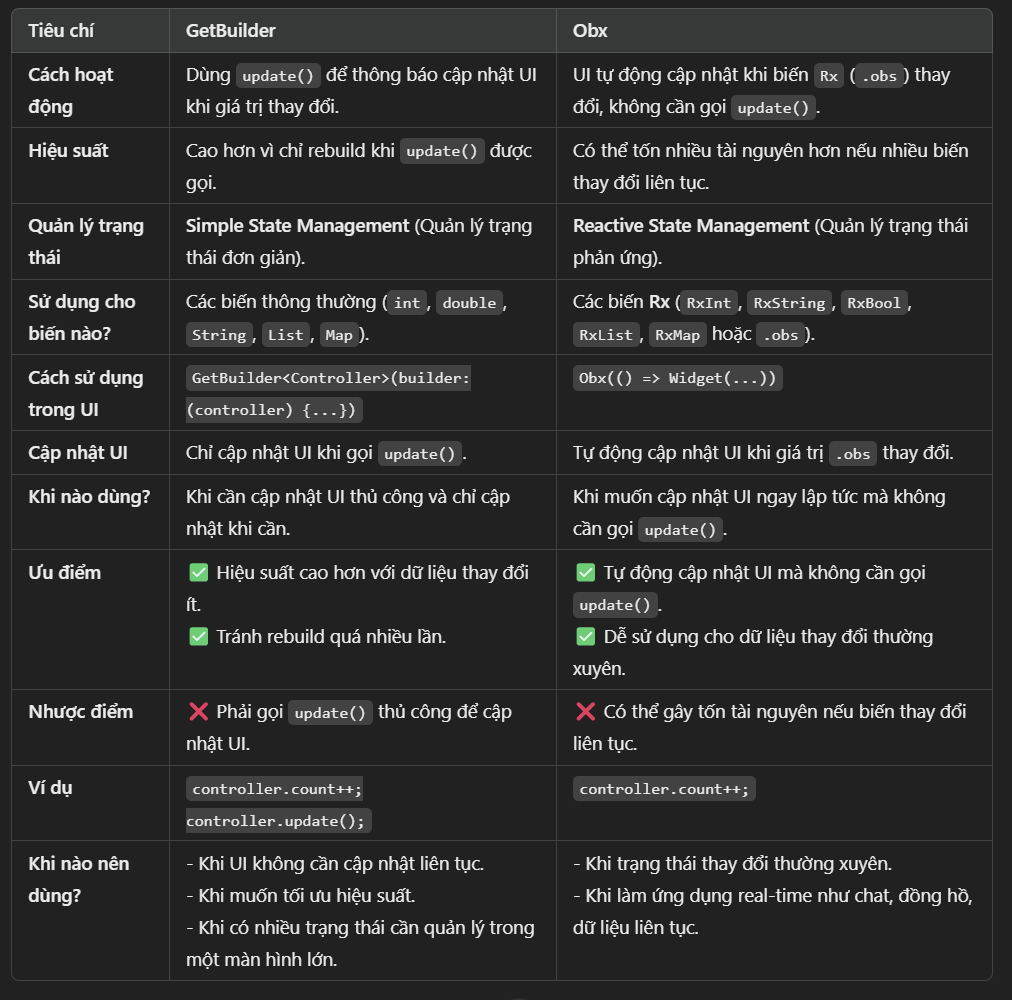 Tiêu chí GetBuilder Obx
Cách hoạt Dùng update() để thông báo cập nhật UI UI tự động cập nhật khi biến Rx (.obs) thay
động khi giá trị thay đổi. đổi, không cần gọi update().
Hiệu suất Cao hơn vì chỉ rebuild khi update() được Có thể tốn nhiều tài nguyên hơn nếu nhiều biến
gọi. thay đổi liên tục.
Quản lý trạng Simple State Management (Quản lý trạng Reactive State Management (Quản lý trạng thái
thái thái đơn giản). phản ứng).
Sử dụng cho Các biến thông thường (int, double, Các biến Rx (RxInt, RxString, RxBool,
biến nào? String, List, Map). RxList, RxMap hoặc .obs).
Cách sử dụng GetBuilder<Controller>(builder: Obx(() => Widget(...))
trong UI (controller) {...})
Cập nhật UI Chỉ cập nhật UI khi gọi update(). Tự động cập nhật UI khi giá trị .obs thay đổi.
Khi nào dùng? Khi cần cập nhật UI thủ công và chỉ cập Khi muốn cập nhật UI ngay lập tức mà không
nhật khi cần. cần gọi update().
Ưu điểm ✅ Hiệu suất cao hơn với dữ liệu thay đổi ✅ Tự động cập nhật UI mà không cần gọi
ít. update().
✅ Tránh rebuild quá nhiều lần. ✅ Dễ sử dụng cho dữ liệu thay đổi thường
xuyên.
Nhược điểm ❌ Phải gọi update() thủ công để cập ❌ Có thể gây tốn tài nguyên nếu biến thay đổi
nhật UI. liên tục.
Ví dụ controller.count++; controller.count++;
controller.update();
Khi nào nên - Khi UI không cần cập nhật liên tục. - Khi trạng thái thay đổi thường xuyên.
dùng? - Khi muốn tối ưu hiệu suất. - Khi làm ứng dụng real-time như chat, đồng hồ,
- Khi có nhiều trạng thái cần quản lý trong dữ liệu liên tục.
một màn hình lớn.